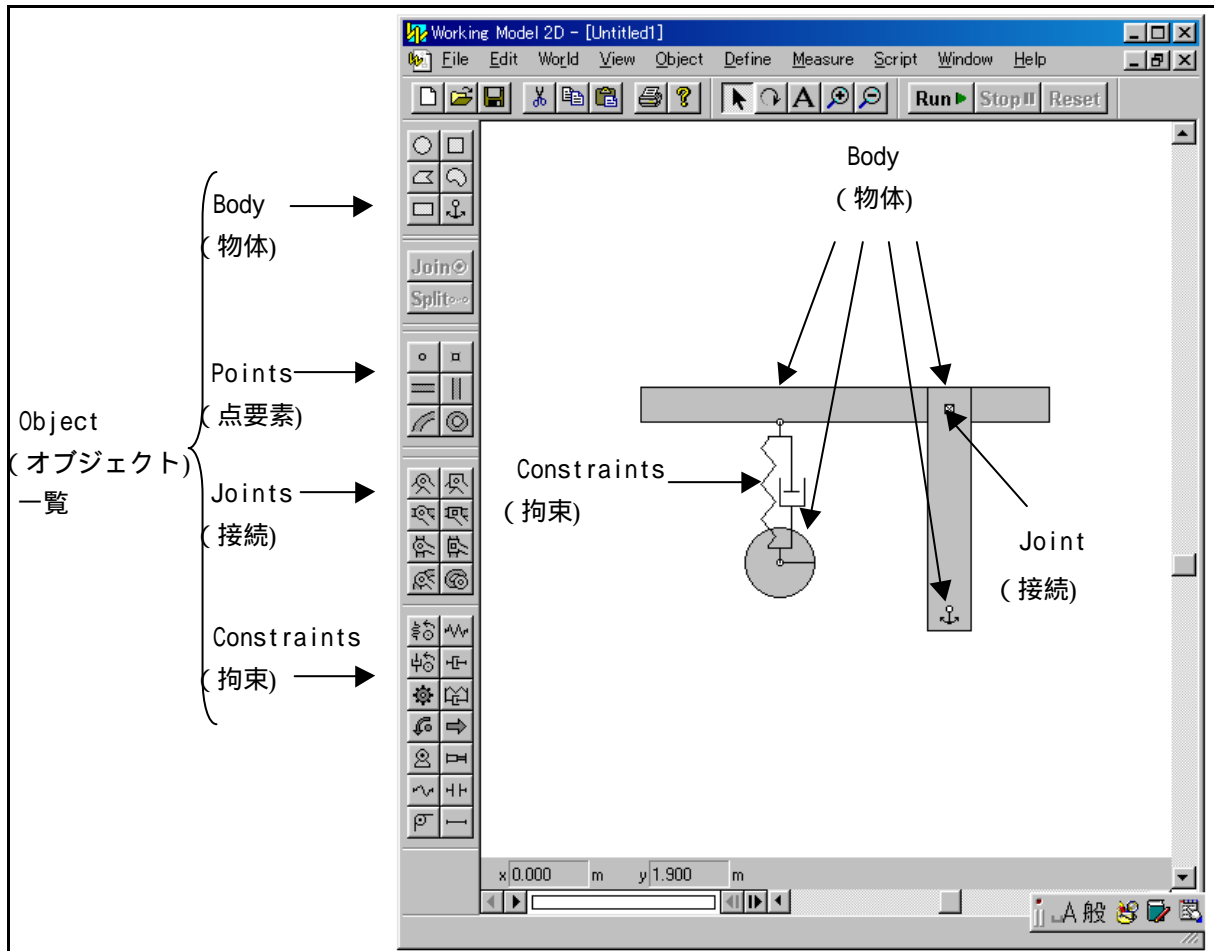 Working Model 2D - [Untitled1]
File Edit World View Object Define Measure Script Window Help
A Run Stop Reset
Object
(オブジェクト)
一覧
Body
(物体)
Points
(点要素)
Joints
(接続)
Constraints
(拘束)
Join
Split
Body
(物体)
Constraints
(拘束)
Joint
(接続)
x 0.000 m y 1.900 m
A 般